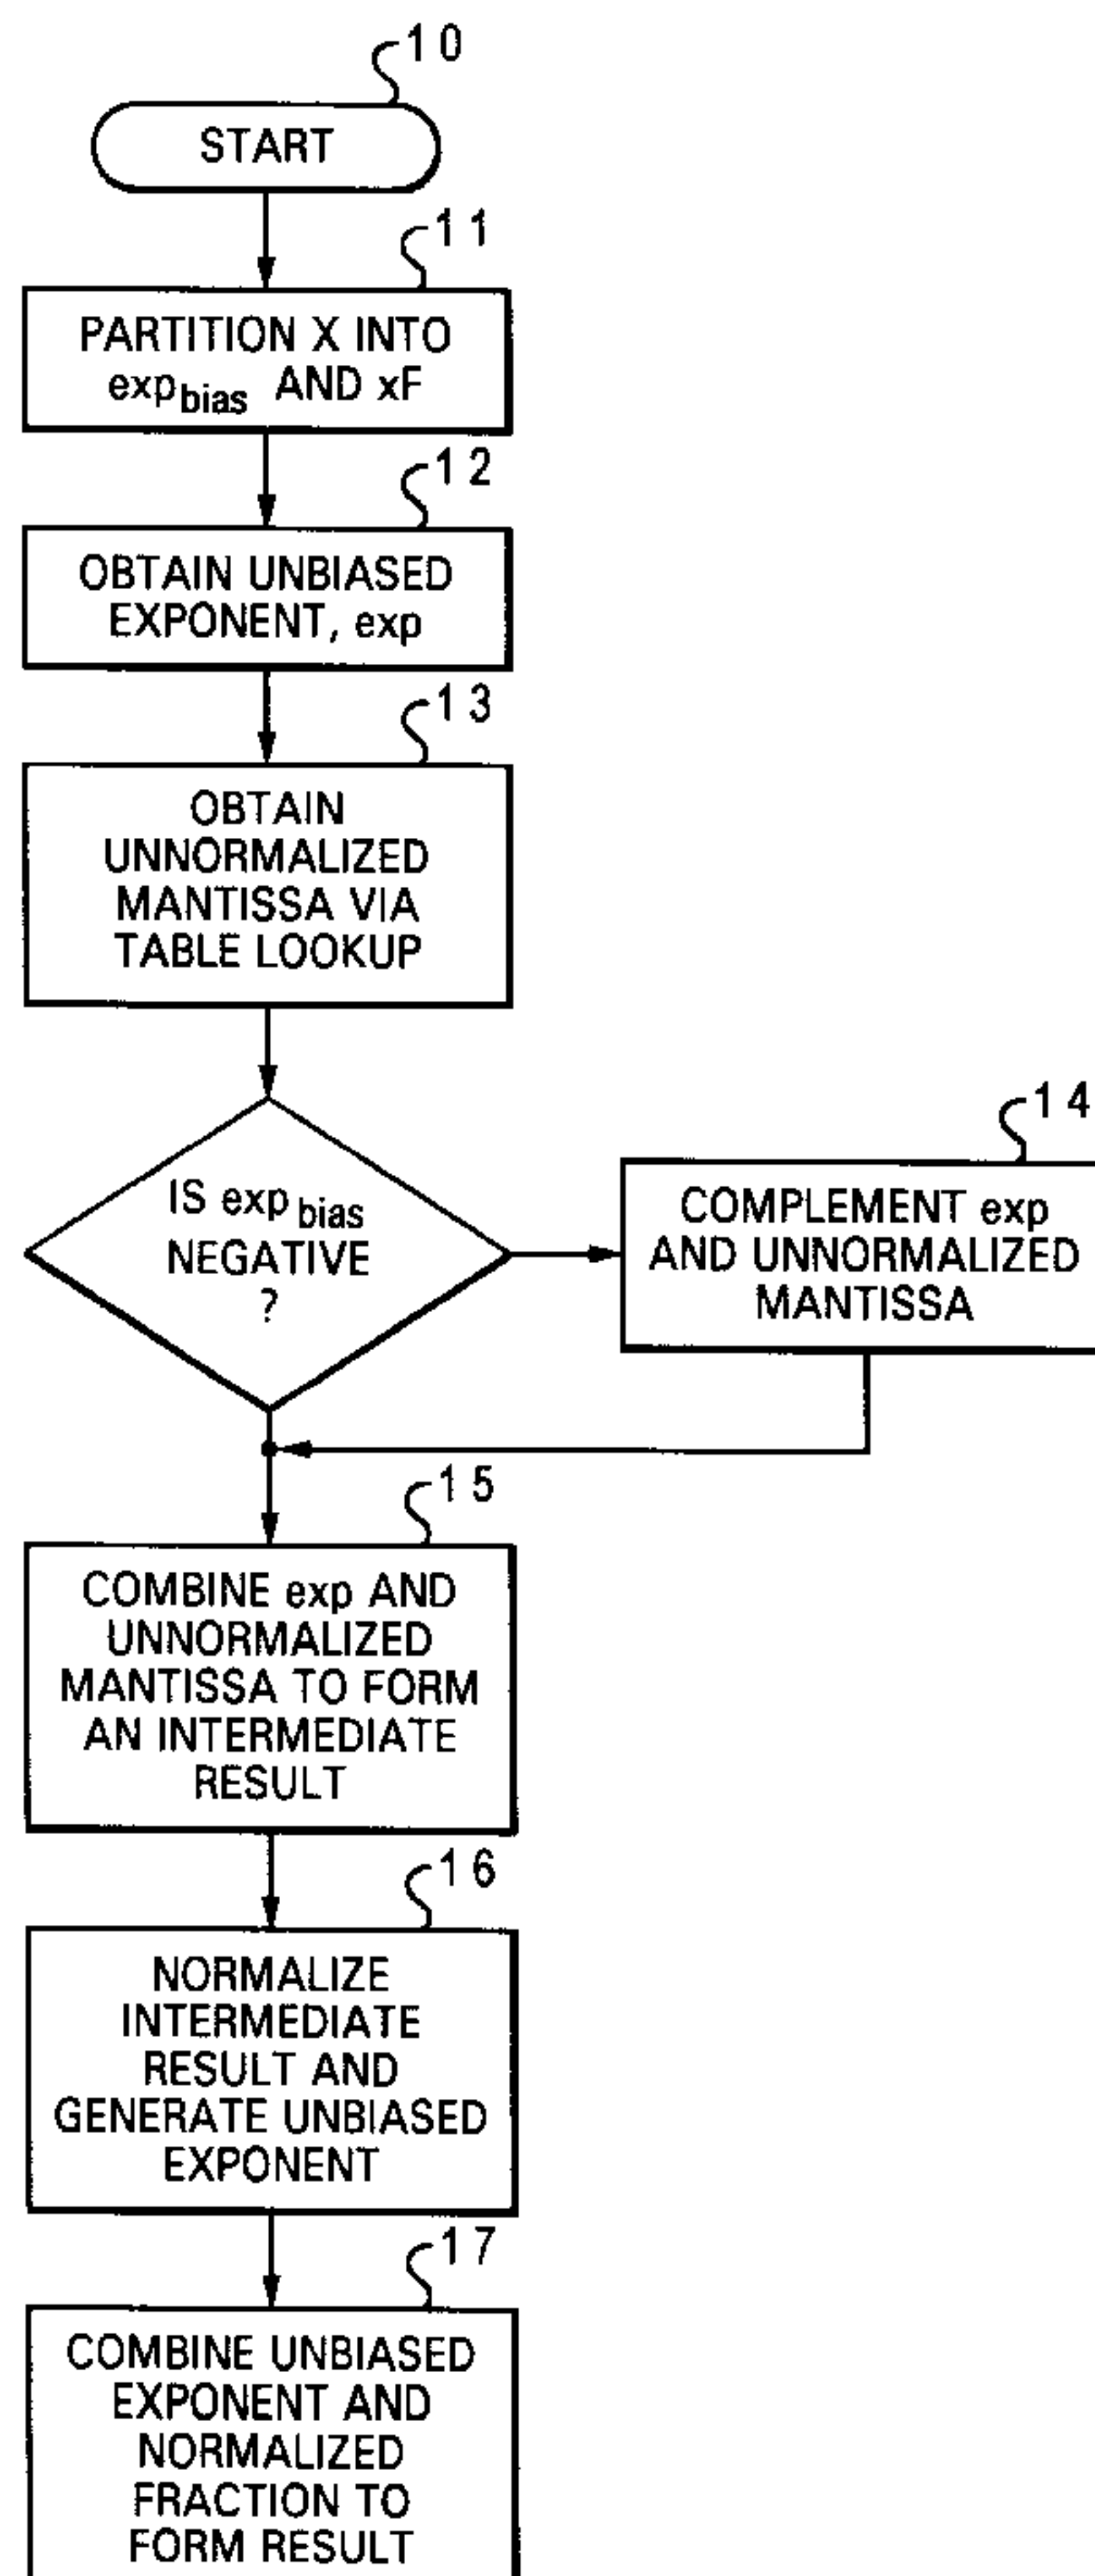 10
START
11
PARTITION X INTO
exp bias AND xF
12
OBTAIN UNBIASED
EXPONENT, exp
13
OBTAIN
UNNORMALIZED
MANTISSA VIA
TABLE LOOKUP
IS exp bias
NEGATIVE
?
14
COMPLEMENT exp
AND UNNORMALIZED
MANTISSA
15
COMBINE exp AND
UNNORMALIZED
MANTISSA TO FORM
AN INTERMEDIATE
RESULT
16
NORMALIZE
INTERMEDIATE
RESULT AND
GENERATE UNBIASED
EXPONENT
17
COMBINE UNBIASED
EXPONENT AND
NORMALIZED
FRACTION TO
FORM RESULT